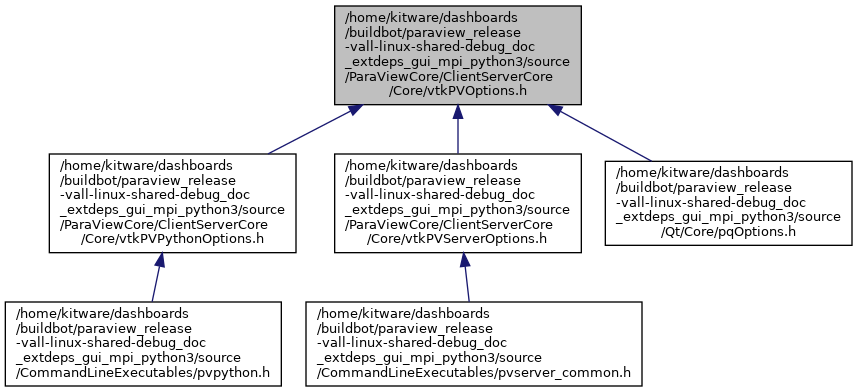 /home/kitware/dashboards
/buildbot/paraview_release
-vall-linux-shared-debug_doc
_extdeps_gui_mpi_python3/source
/ParaViewCore/ClientServerCore
/Core/vtkPVOptions.h
/home/kitware/dashboards
/buildbot/paraview_release
-vall-linux-shared-debug_doc
_extdeps_gui_mpi_python3/source
/ParaViewCore/ClientServerCore
/Core/vtkPVPythonOptions.h
/home/kitware/dashboards
/buildbot/paraview_release
-vall-linux-shared-debug_doc
_extdeps_gui_mpi_python3/source
/ParaViewCore/ClientServerCore
/Core/vtkPVServerOptions.h
/home/kitware/dashboards
/buildbot/paraview_release
-vall-linux-shared-debug_doc
_extdeps_gui_mpi_python3/source
/Qt/Core/pqOptions.h
/home/kitware/dashboards
/buildbot/paraview_release
-vall-linux-shared-debug_doc
_extdeps_gui_mpi_python3/source
/CommandLineExecutables/pvpython.h
/home/kitware/dashboards
/buildbot/paraview_release
-vall-linux-shared-debug_doc
_extdeps_gui_mpi_python3/source
/CommandLineExecutables/pvserver_common.h